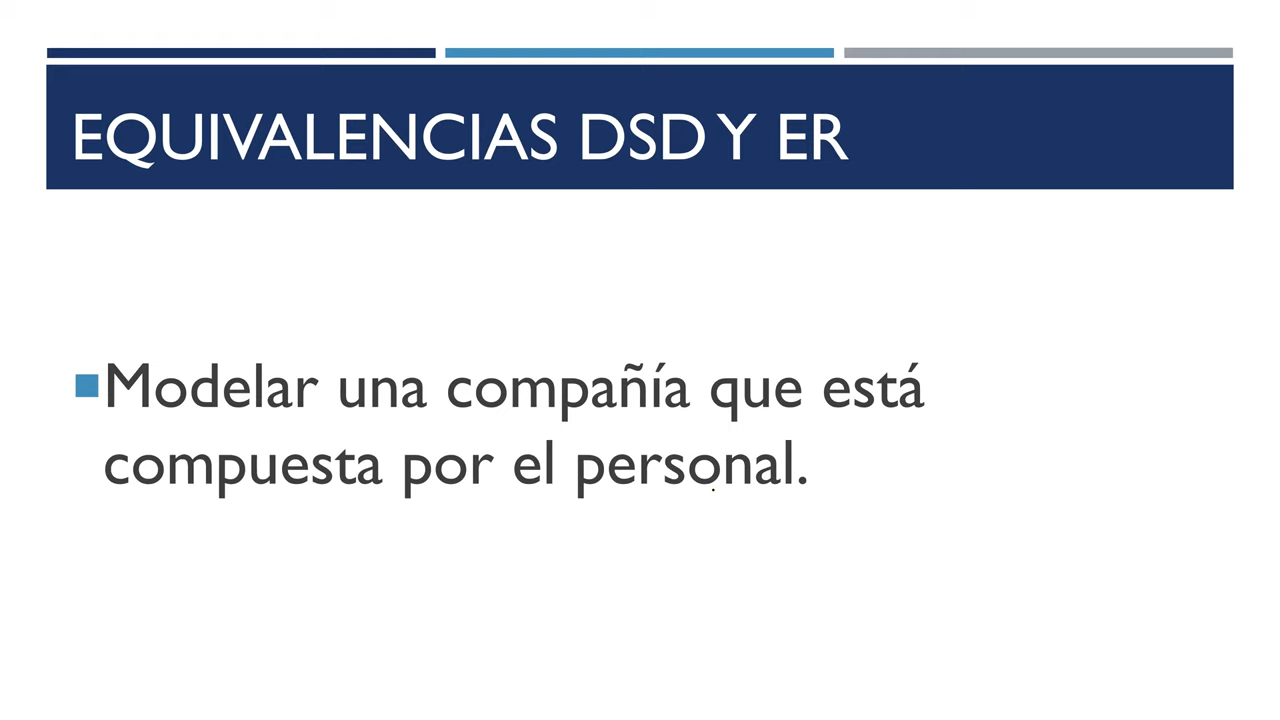 EQUIVALENCIAS DSD Y ER
Modelar una compañía que está
compuesta por el personal.